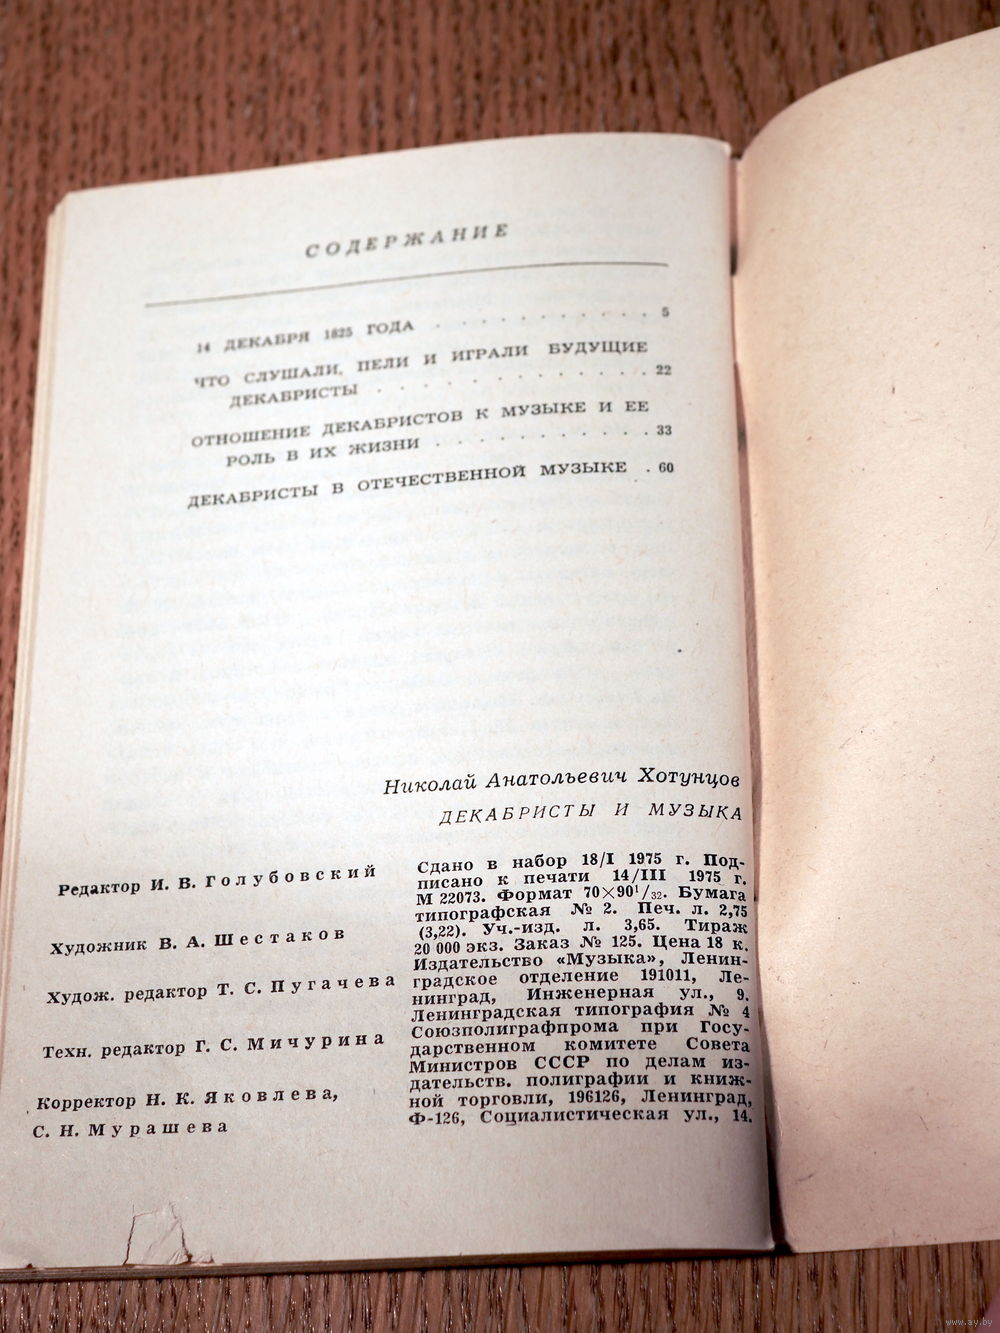 СОДЕРЖАНИЕ
14 ДЕКАБРЯ 1825 ГОДА . . . . . . . . . . 5
ЧТО СЛУШАЛИ, ПЕЛИ И ИГРАЛИ БУДУЩИЕ
ДЕКАБРИСТЫ . . . . . . . . . . . . 22
ОТНОШЕНИЕ ДЕКАБРИСТОВ К МУЗЫКЕ И ЕЕ
РОЛЬ В ИХ ЖИЗНИ . . . . . . . . . . 33
ДЕКАБРИСТЫ В ОТЕЧЕСТВЕННОЙ МУЗЫКЕ . 60
Николай Анатольевич Хотунцов
ДЕКАБРИСТЫ И МУЗЫКА
Редактор И. В. Голубовский
Художник В. А. Шестаков
Худож. редактор Т. С. Пугачева
Техн. редактор Г. С. Мичурина
Корректор Н. К. Яковлева,
С. Н. Мурашева
Сдано в набор 18/I 1975 г. Под-
писано к печати 14/III 1975 г.
М 22073. Формат 70×90¹/₃₂. Бумага
типографская № 2. Печ. л. 2,75
(3,22). Уч.-изд. л. 3,65. Тираж
20 000 экз. Заказ № 125. Цена 18 к.
Издательство «Музыка», Ленин-
градское отделение 191011, Ле-
нинград, Инженерная ул., 9.
Ленинградская типография № 4
Союзполиграфпрома при Госу-
дарственном комитете Совета
Министров СССР по делам из-
дательств. полиграфии и книж-
ной торговли, 196126, Ленинград,
Ф-126, Социалистическая ул., 14.
www.ay.by